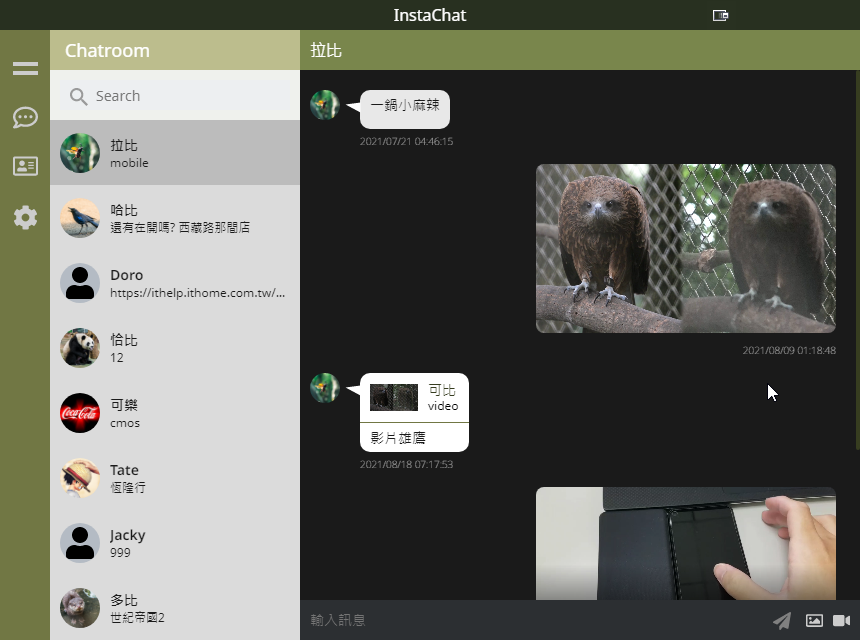 InstaChat
Chatroom
Search
拉比
mobile
哈比
還有在開嗎? 西藏路那間店
Doro
https://ithelp.ithome.com.tw/...
恰比
12
可樂
cmos
Coca-Cola
Tate
恆隆行
Jacky
999
多比
世紀帝國2
拉比
一鍋小麻辣
2021/07/21 04:46:15
2021/08/09 01:18:48
可比
video
影片雄鷹
2021/08/18 07:17:53
輸入訊息